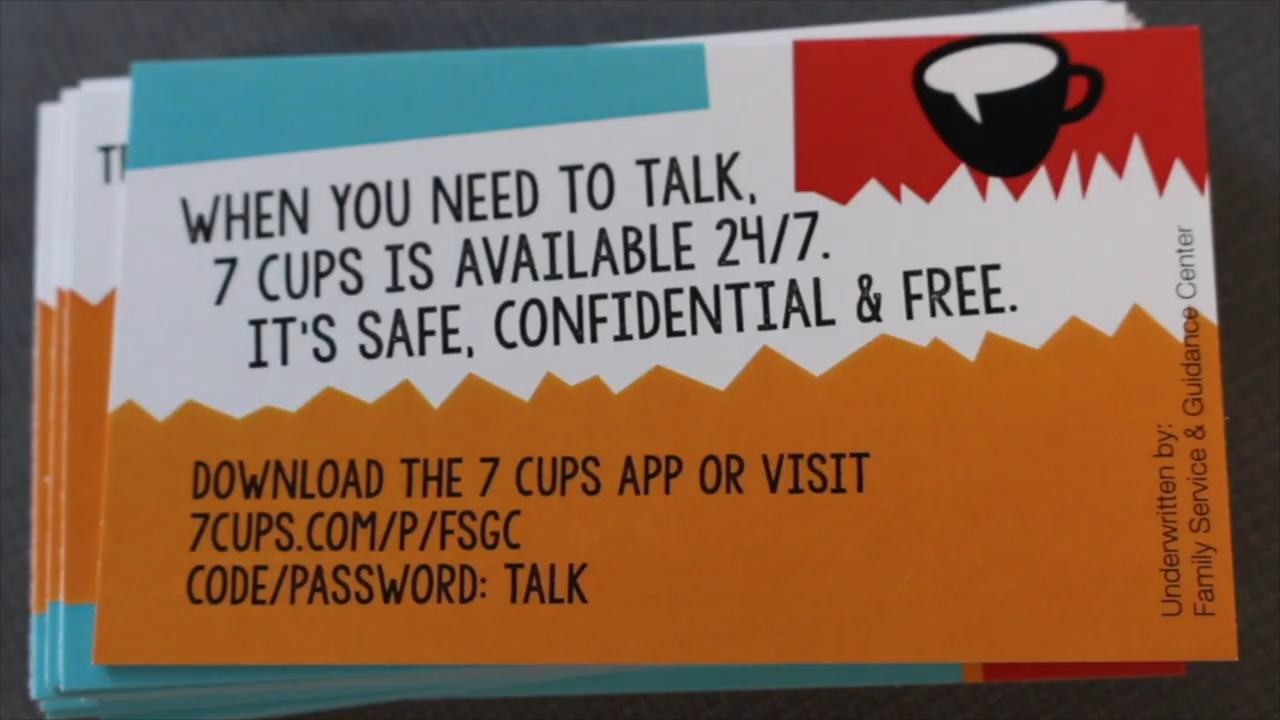 WHEN YOU NEED TO TALK,
7 CUPS IS AVAILABLE 24/7.
IT'S SAFE, CONFIDENTIAL & FREE.
DOWNLOAD THE 7 CUPS APP OR VISIT
7CUPS.COM/P/FSGC
CODE/PASSWORD: TALK
Underwritten by:
Family Service & Guidance Center